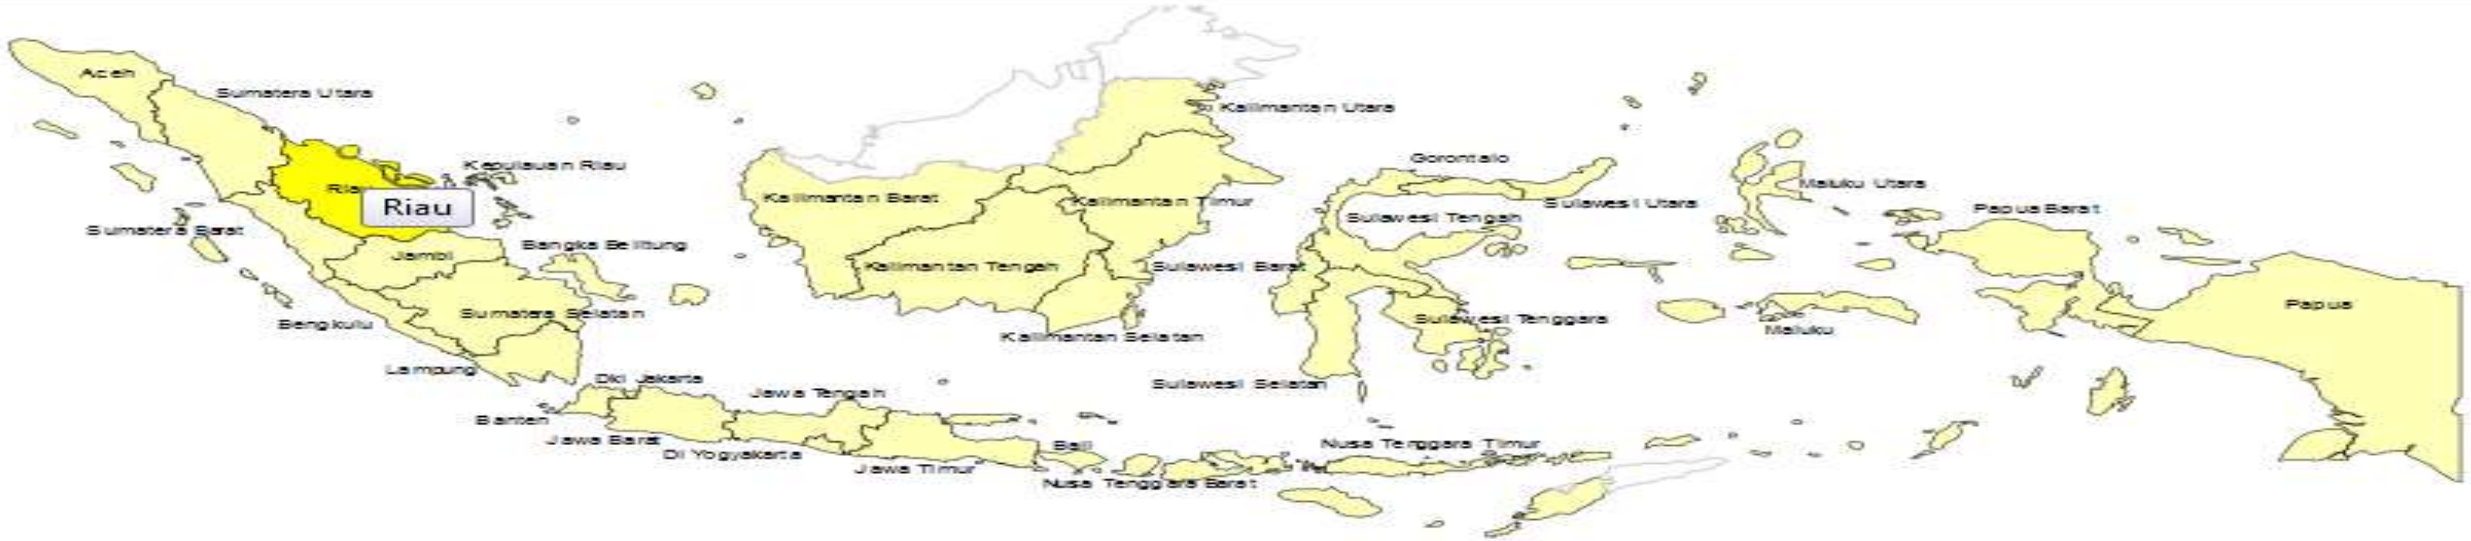 Aceh
Sumatera Utara
Kalimantan Utara
Kepulauan Riau
Gorontalo
Ria
Riau
Kalimantan Barat
Kalimantan Timur
Maluku Utara
Sulawesi Utara
Papua Barat
Sulawesi Tengah
Sumatera Barat
Bangka Belitung
Jambi
Kalimantan Tengah
Sulawesi Barat
Papua
Sumatera Selatan
Bengkulu
Sulawesi Tenggara
Maluku
Kalimantan Selatan
Lampung
Dki Jakarta
Sulawesi Selatan
Jawa Tengah
Banten
Jawa Barat
Bali
Nusa Tenggara Timur
Di Yogyakarta
Jawa Timur
Nusa Tenggara Barat